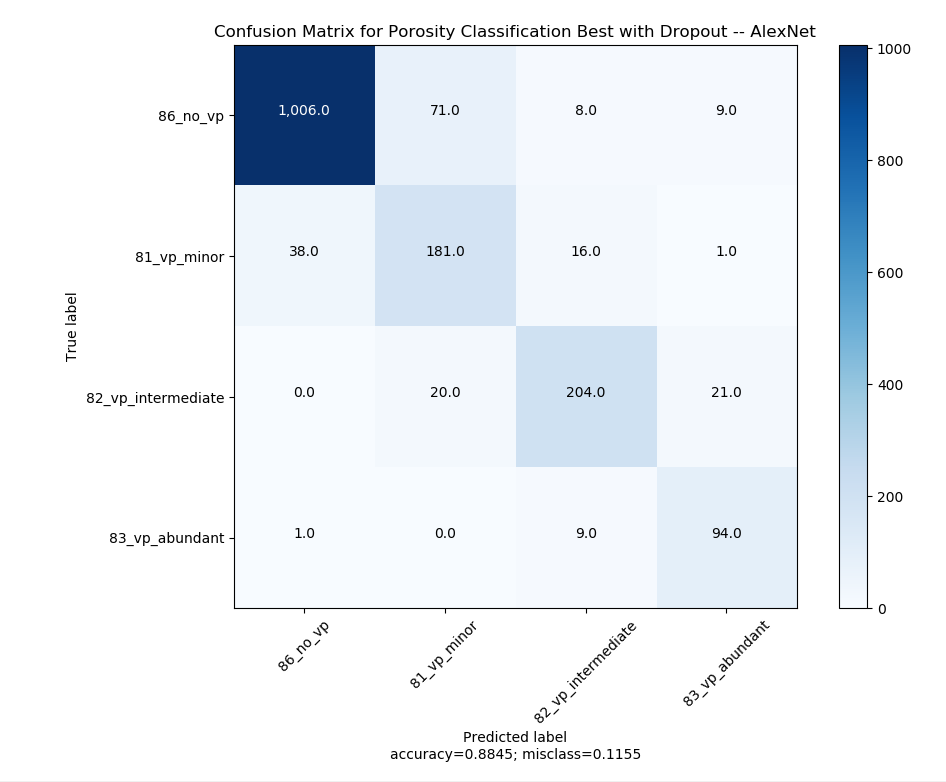 Confusion Matrix for Porosity Classification Best with Dropout -- AlexNet
True label
86_no_vp 1,006.0 71.0 8.0 9.0
81_vp_minor 38.0 181.0 16.0 1.0
82_vp_intermediate 0.0 20.0 204.0 21.0
83_vp_abundant 1.0 0.0 9.0 94.0
86_no_vp 81_vp_minor 82_vp_intermediate 83_vp_abundant
Predicted label
accuracy=0.8845; misclass=0.1155
1000
800
600
400
200
0